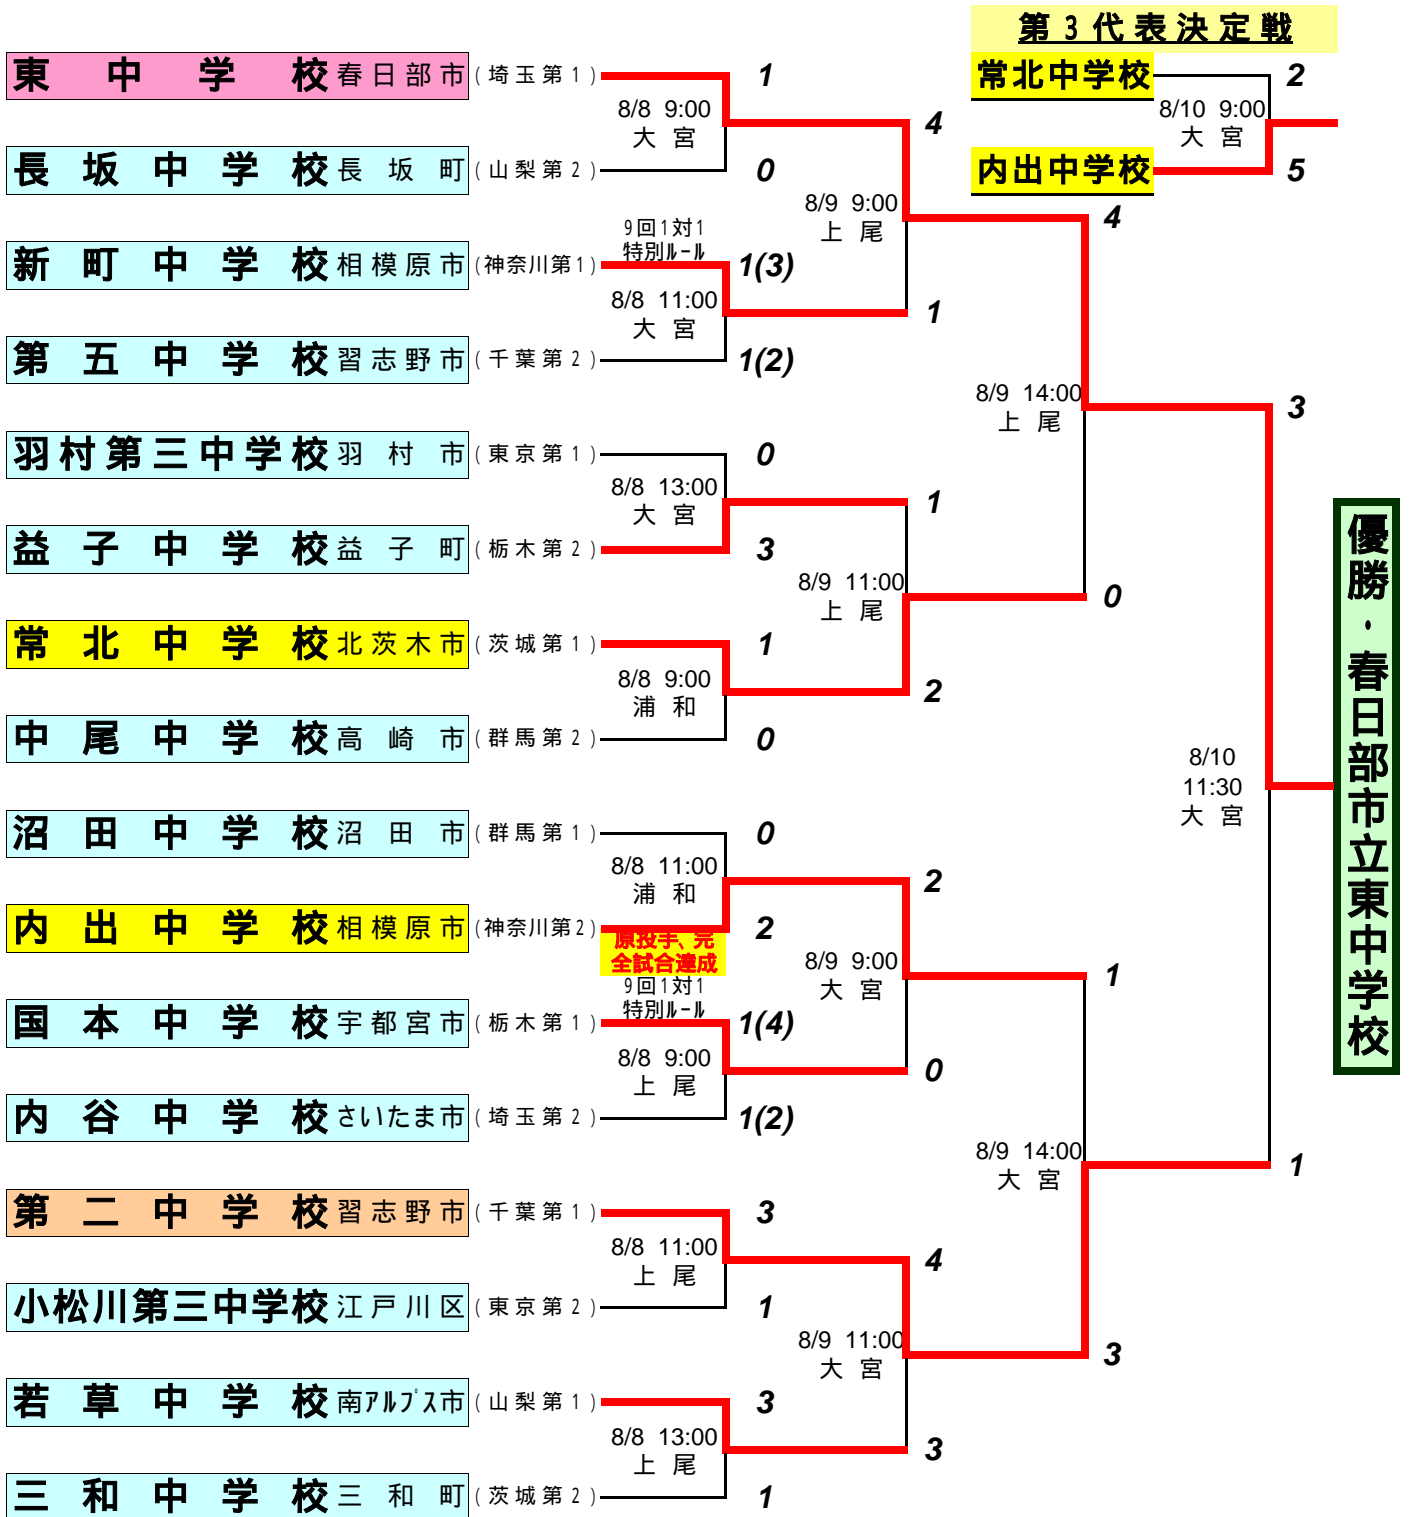 第3代表決定戦
常北中学校
2
8/10 9:00
大宮
内出中学校
5
東中学校 春日部市 (埼玉第1)
1
8/8 9:00
大宮
4
長坂中学校 長坂町 (山梨第2)
0
8/9 9:00
上尾
4
9回1対1
特別ルール
新町中学校 相模原市 (神奈川第1)
1(3)
8/8 11:00
大宮
1
第五中学校 習志野市 (千葉第2)
1(2)
8/9 14:00
上尾
3
羽村第三中学校 羽村市 (東京第1)
0
8/8 13:00
大宮
1
益子中学校 益子町 (栃木第2)
3
8/9 11:00
上尾
0
常北中学校 北茨木市 (茨城第1)
1
8/8 9:00
浦和
2
中尾中学校 高崎市 (群馬第2)
0
8/10
11:30
大宮
優勝・春日部市立東中学校
沼田中学校 沼田市 (群馬第1)
0
8/8 11:00
浦和
2
内出中学校 相模原市 (神奈川第2)
2
原投手、完
全試合達成
8/9 9:00
大宮
1
9回1対1
特別ルール
国本中学校 宇都宮市 (栃木第1)
1(4)
8/8 9:00
上尾
0
内谷中学校 さいたま市 (埼玉第2)
1(2)
8/9 14:00
大宮
1
第二中学校 習志野市 (千葉第1)
3
8/8 11:00
上尾
4
小松川第三中学校 江戸川区 (東京第2)
1
8/9 11:00
大宮
3
若草中学校 南アルプス市 (山梨第1)
3
8/8 13:00
上尾
3
三和中学校 三和町 (茨城第2)
1